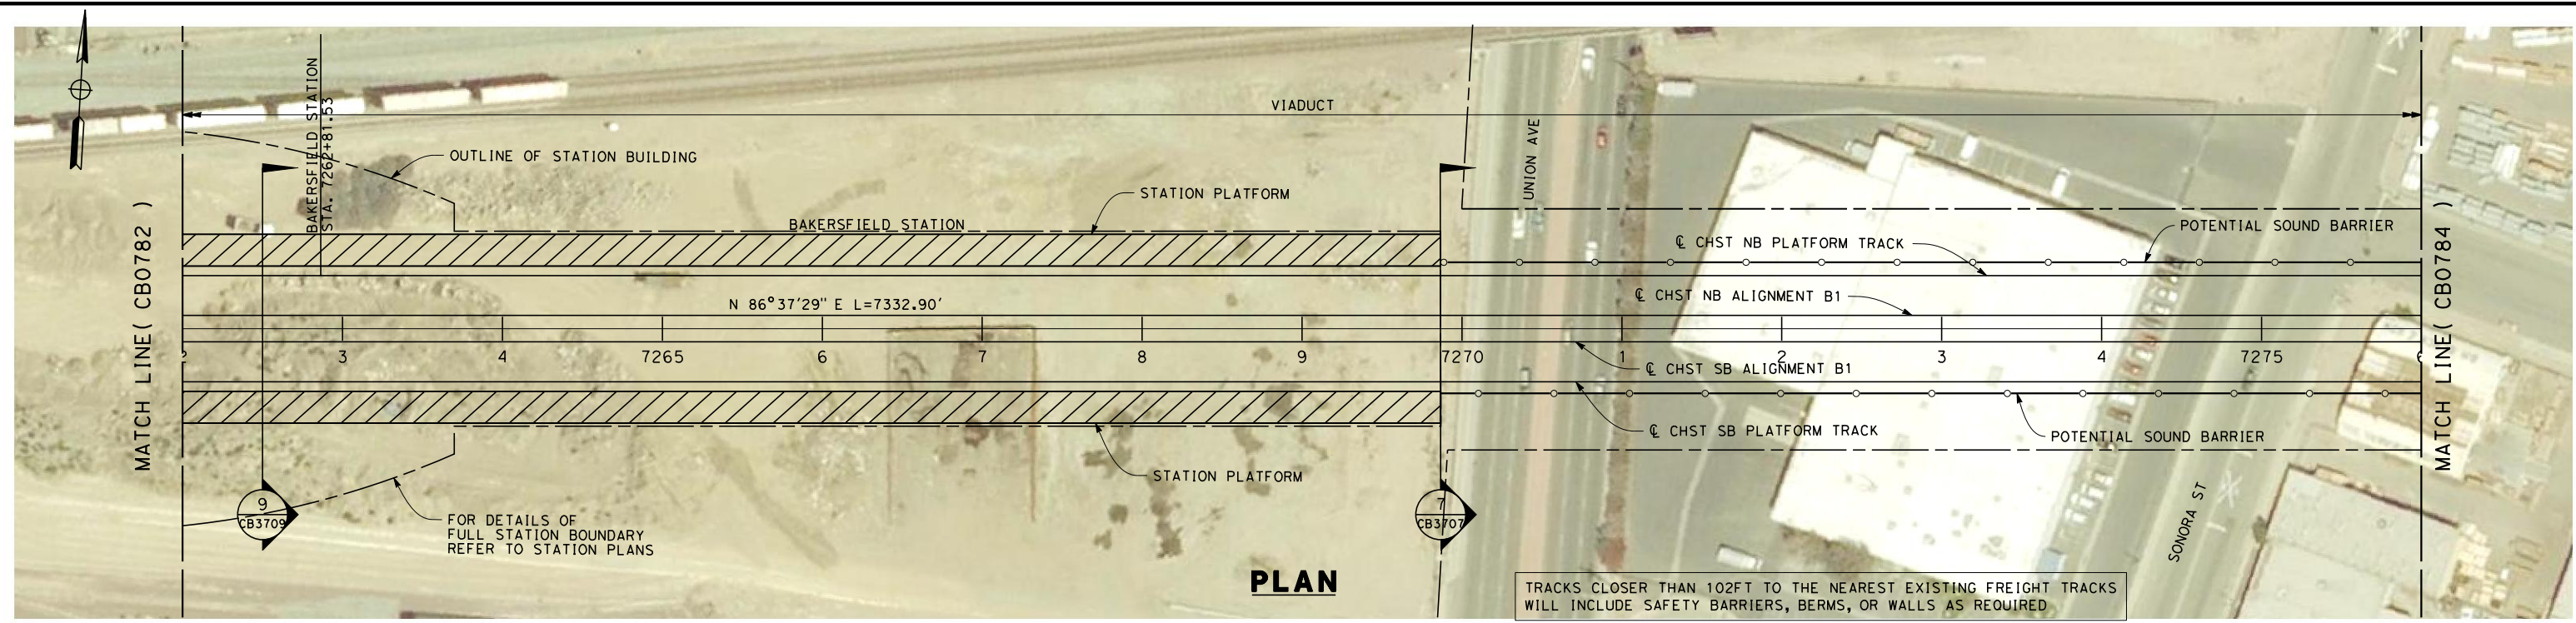 VIADUCT
BAKERSFIELD STATION
STA. 7262+81.53
OUTLINE OF STATION BUILDING
STATION PLATFORM
UNION AVE
BAKERSFIELD STATION
POTENTIAL SOUND BARRIER
℄ CHST NB PLATFORM TRACK
MATCH LINE( CB0782 )
MATCH LINE( CB0784 )
N 86°37'29" E L=7332.90'
℄ CHST NB ALIGNMENT B1
3 4 7265 6 7 8 9 7270 1 2 3 4 7275 6
℄ CHST SB ALIGNMENT B1
℄ CHST SB PLATFORM TRACK
POTENTIAL SOUND BARRIER
STATION PLATFORM
9
CB3709
7
CB3707
SONORA ST
FOR DETAILS OF
FULL STATION BOUNDARY
REFER TO STATION PLANS
PLAN
TRACKS CLOSER THAN 102FT TO THE NEAREST EXISTING FREIGHT TRACKS
WILL INCLUDE SAFETY BARRIERS, BERMS, OR WALLS AS REQUIRED